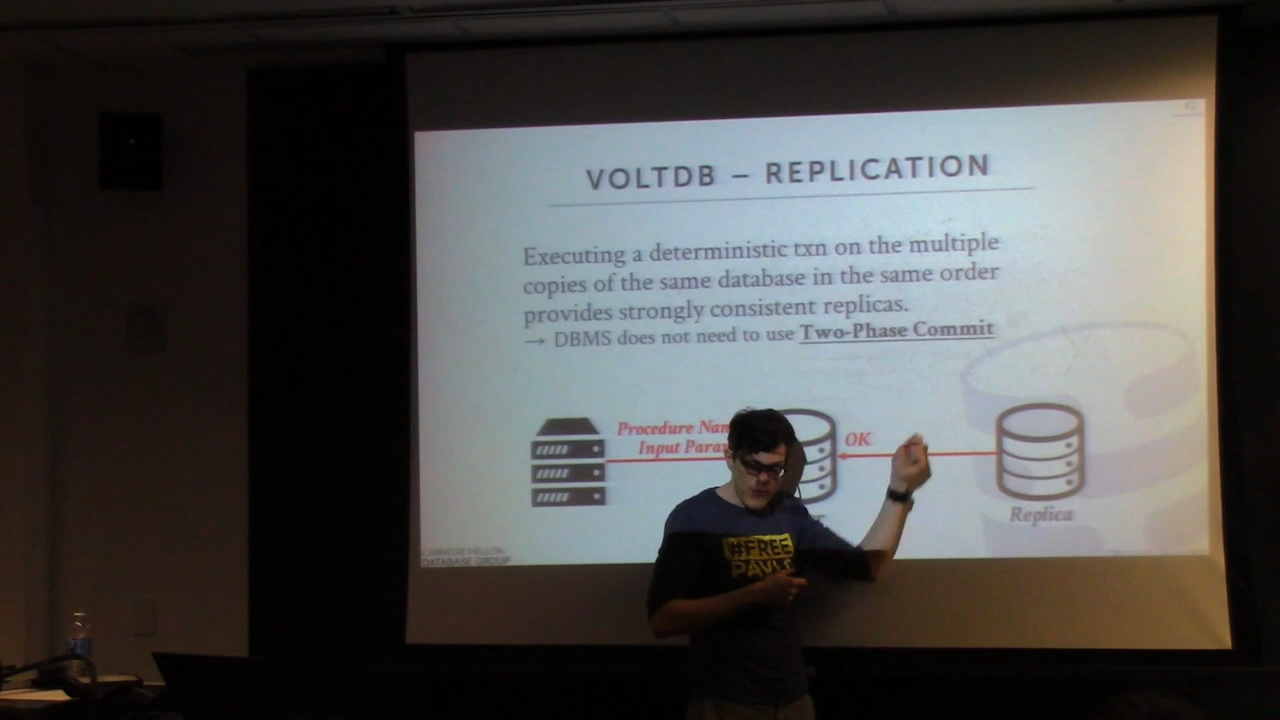 VOLTDB – REPLICATION
Executing a deterministic txn on the multiple
copies of the same database in the same order
provides strongly consistent replicas.
→ DBMS does not need to use Two-Phase Commit
Procedure
Input
OK
Replica
CARNEGIE MELLON
DATABASE GROUP
#FREE